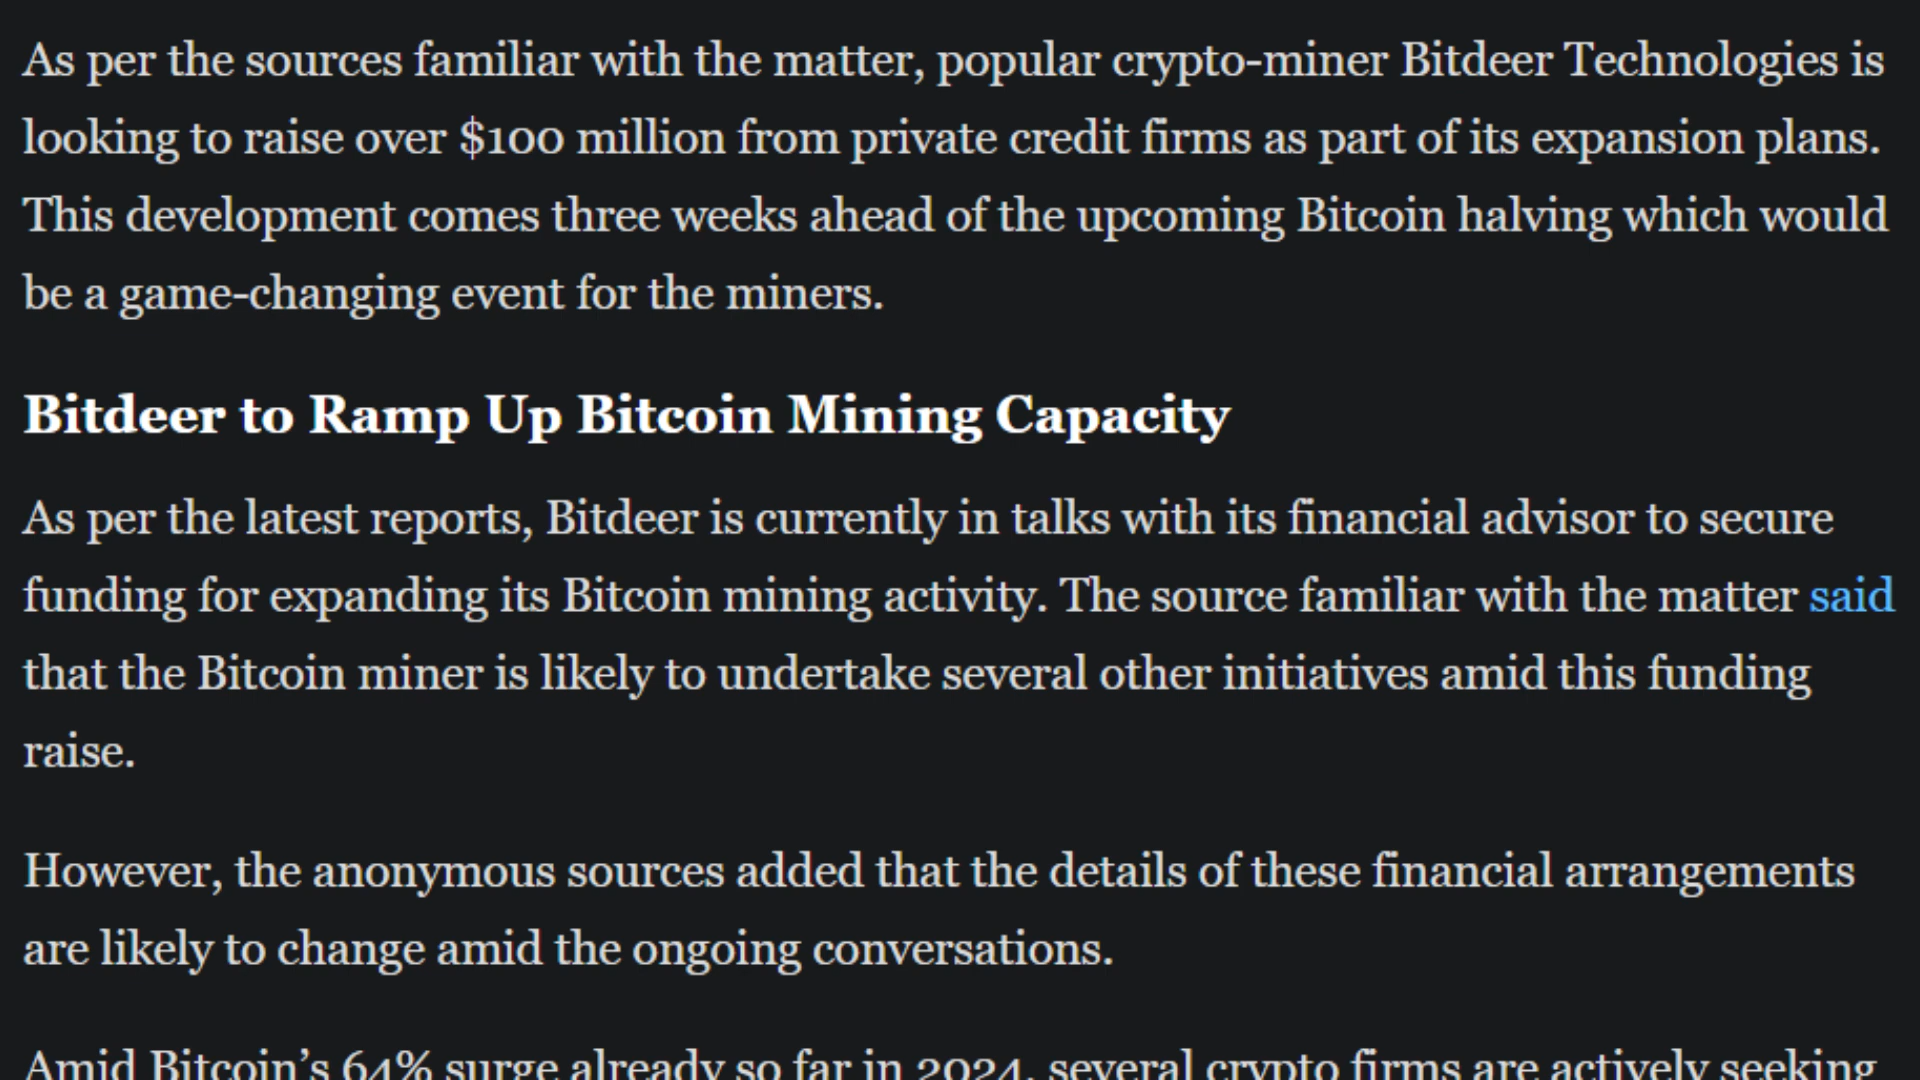 As per the sources familiar with the matter, popular crypto-miner Bitdeer Technologies is
looking to raise over $100 million from private credit firms as part of its expansion plans.
This development comes three weeks ahead of the upcoming Bitcoin halving which would
be a game-changing event for the miners.
Bitdeer to Ramp Up Bitcoin Mining Capacity
As per the latest reports, Bitdeer is currently in talks with its financial advisor to secure
funding for expanding its Bitcoin mining activity. The source familiar with the matter said
that the Bitcoin miner is likely to undertake several other initiatives amid this funding
raise.
However, the anonymous sources added that the details of these financial arrangements
are likely to change amid the ongoing conversations.
Amid Bitcoin’s 64% surge already so far in 2024, several crypto firms are actively seeking